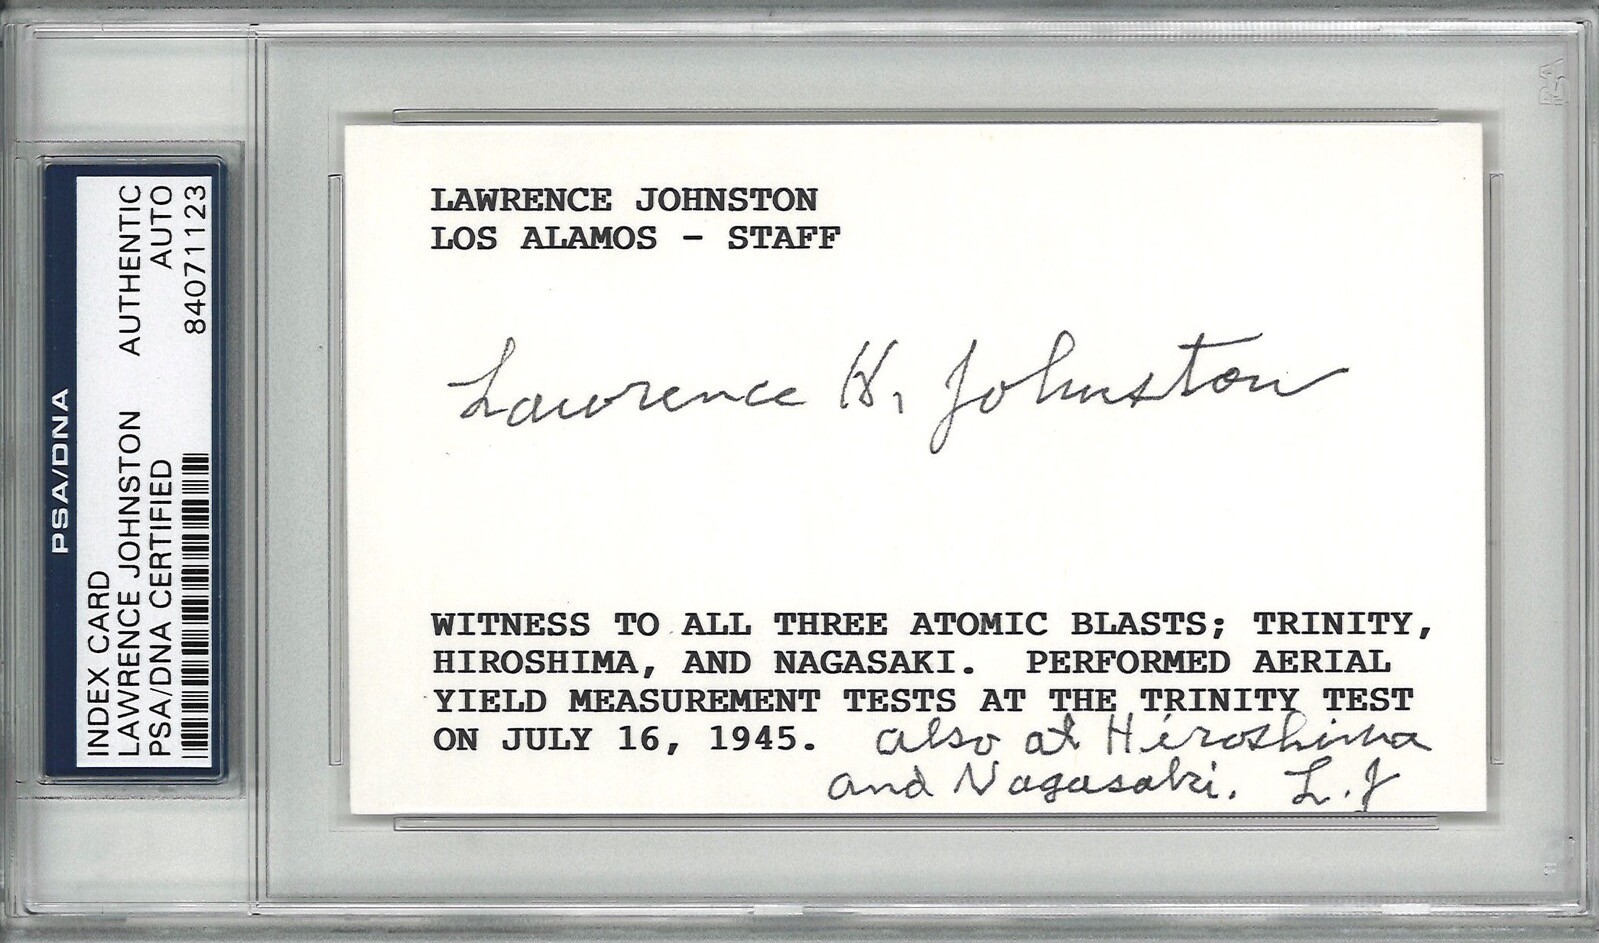 PSA/DNA
INDEX CARD
LAWRENCE JOHNSTON AUTHENTIC
PSA/DNA CERTIFIED AUTO
84071123
LAWRENCE JOHNSTON
LOS ALAMOS - STAFF
Lawrence H. Johnston
WITNESS TO ALL THREE ATOMIC BLASTS; TRINITY,
HIROSHIMA, AND NAGASAKI. PERFORMED AERIAL
YIELD MEASUREMENT TESTS AT THE TRINITY TEST
ON JULY 16, 1945. also at Hiroshima
and Nagasaki. L.J